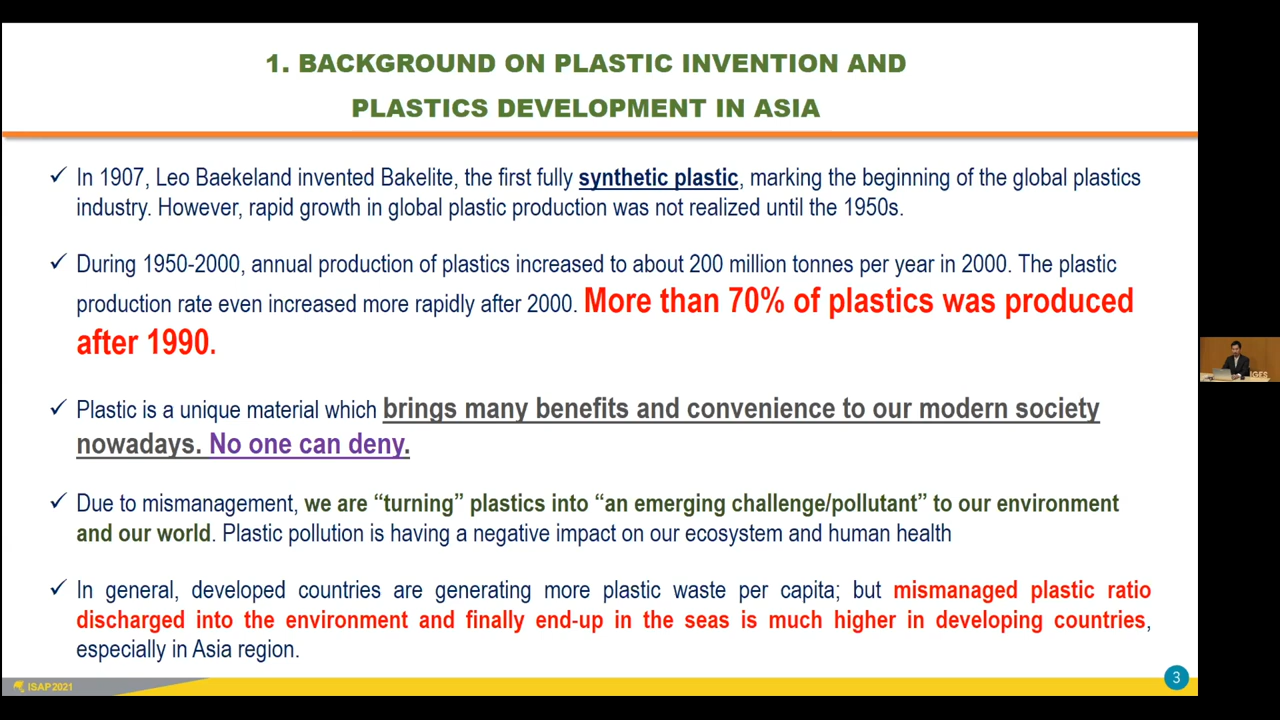 1. BACKGROUND ON PLASTIC INVENTION AND
PLASTICS DEVELOPMENT IN ASIA
✓ In 1907, Leo Baekeland invented Bakelite, the first fully synthetic plastic, marking the beginning of the global plastics
industry. However, rapid growth in global plastic production was not realized until the 1950s.
✓ During 1950-2000, annual production of plastics increased to about 200 million tonnes per year in 2000. The plastic
production rate even increased more rapidly after 2000. More than 70% of plastics was produced
after 1990.
✓ Plastic is a unique material which brings many benefits and convenience to our modern society
nowadays. No one can deny.
✓ Due to mismanagement, we are “turning” plastics into “an emerging challenge/pollutant” to our environment
and our world. Plastic pollution is having a negative impact on our ecosystem and human health
✓ In general, developed countries are generating more plastic waste per capita; but mismanaged plastic ratio
discharged into the environment and finally end-up in the seas is much higher in developing countries,
especially in Asia region.
ISAP2021
3
IGES